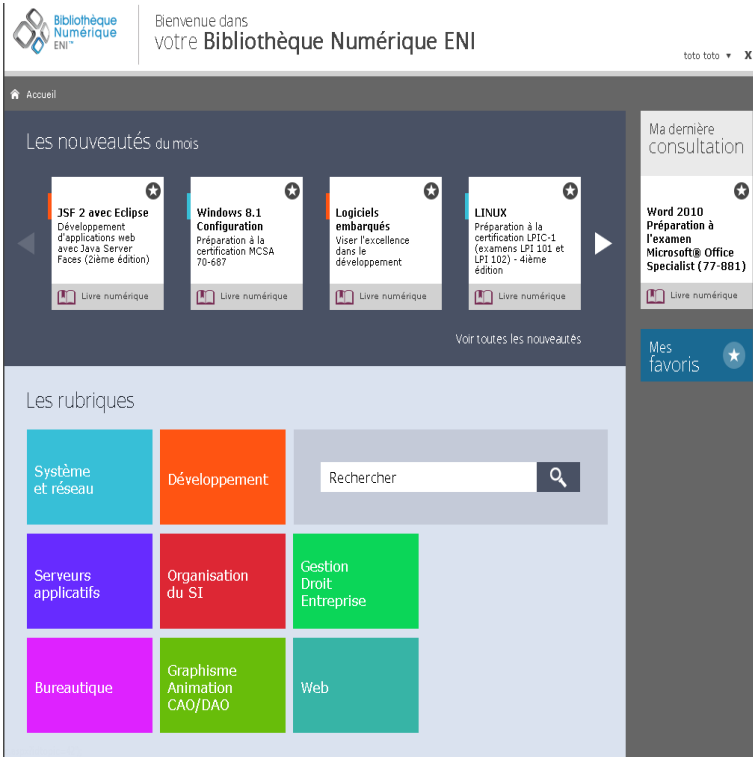 Bibliothèque
Numérique
ENI™
Bienvenue dans
votre Bibliothèque Numérique ENI
toto toto ▼ X
Accueil
Les nouveautés du mois
JSF 2 avec Eclipse
Développement
d'applications web
avec Java Server
Faces (2ième édition)
Livre numérique
Windows 8.1
Configuration
Préparation à la
certification MCSA
70-687
Livre numérique
Logiciels
embarqués
Viser l'excellence
dans le
développement
Livre numérique
LINUX
Préparation à la
certification LPIC-1
(examens LPI 101 et
LPI 102) - 4ième
édition
Livre numérique
Voir toutes les nouveautés
Ma dernière
consultation
Word 2010
Préparation à
l'examen
Microsoft® Office
Specialist (77-881)
Livre numérique
Mes
favoris
Les rubriques
Système
et réseau
Développement
Rechercher
Serveurs
applicatifs
Organisation
du SI
Gestion
Droit
Entreprise
Bureautique
Graphisme
Animation
CAO/DAO
Web